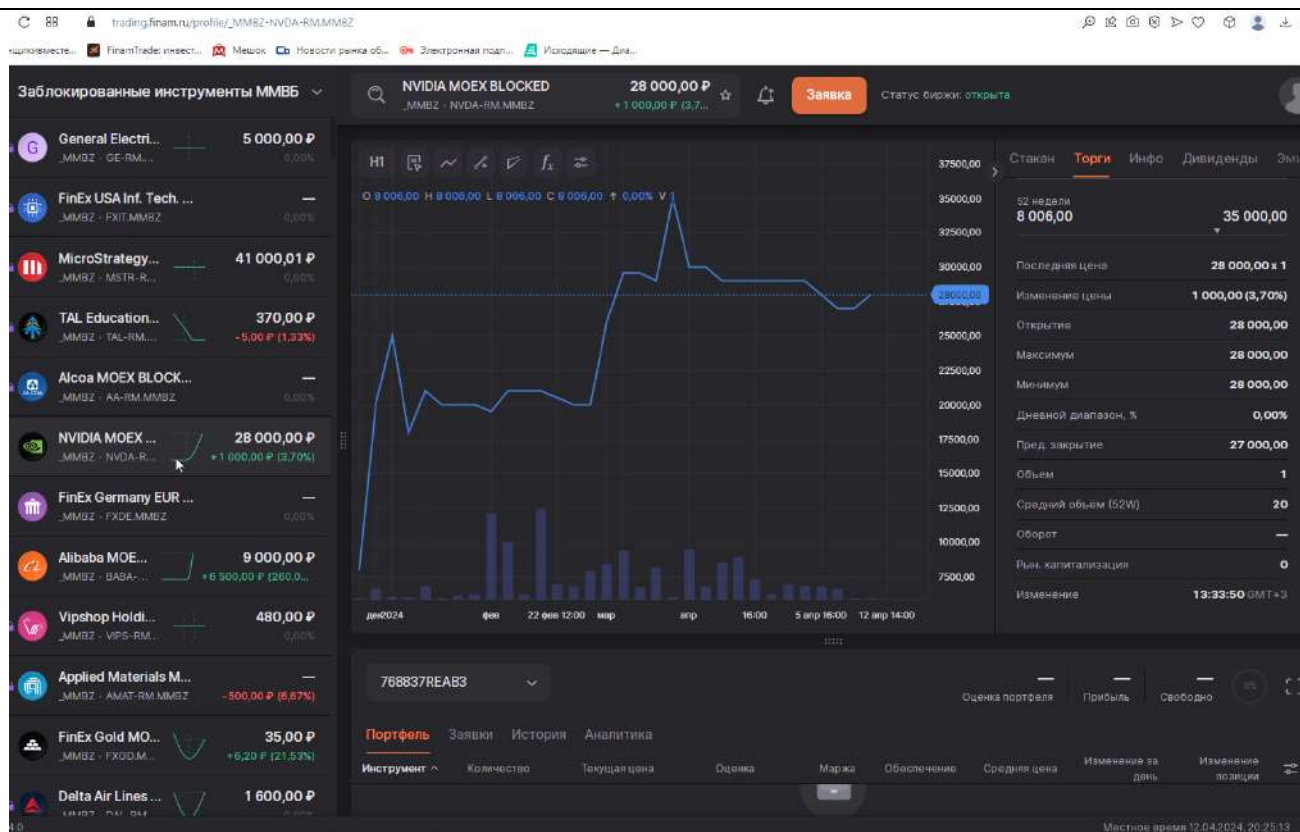 trading.finam.ru/profile/_MMBZ-NVDA-RM.MMBZ
FinamTrade: инвест... Мешок Новости рынка об... Электронная подп... Исходящие — Диа...
Заблокированные инструменты ММВБ
NVIDIA MOEX BLOCKED 28 000,00 ₽
_MMBZ · NVDA-RM.MMBZ +1 000,00 ₽ (3,7...
Заявка
Статус биржи: открыта
General Electri... 5 000,00 ₽
_MMBZ · GE-RM.... 0,00%
FinEx USA Inf. Tech. ... —
_MMBZ · FXIT.MMBZ 0,00%
MicroStrategy... 41 000,01 ₽
_MMBZ · MSTR-R... 0,00%
TAL Education... 370,00 ₽
_MMBZ · TAL-RM.... -5,00 ₽ (1,33%)
Alcoa MOEX BLOCK... —
_MMBZ · AA-RM.MMBZ 0,00%
NVIDIA MOEX ... 28 000,00 ₽
_MMBZ · NVDA-R... +1 000,00 ₽ (3,70%)
FinEx Germany EUR ... —
_MMBZ · FXDE.MMBZ 0,00%
Alibaba MOE... 9 000,00 ₽
_MMBZ · BABA-... +6 500,00 ₽ (260,0...
Vipshop Holdi... 480,00 ₽
_MMBZ · VIPS-RM.. 0,00%
Applied Materials M... —
_MMBZ · AMAT-RM.MMBZ -500,00 ₽ (6,67%)
FinEx Gold MO... 35,00 ₽
_MMBZ · FXGD.M... +6,20 ₽ (21,53%)
Delta Air Lines ... 1 600,00 ₽
H1
O 8 006,00 H 8 006,00 L 8 006,00 C 8 006,00 ↑ 0,00% V 1
37500,00
35000,00
32500,00
30000,00
28000,00
25000,00
22500,00
20000,00
17500,00
15000,00
12500,00
10000,00
7500,00
дек2024 фев 22 фев 12:00 мар апр 16:00 5 апр 16:00 12 апр 14:00
Стакан Торги Инфо Дивиденды Эми
52 недели
8 006,00 35 000,00
Последняя цена 28 000,00 x 1
Изменение цены 1 000,00 (3,70%)
Открытие 28 000,00
Максимум 28 000,00
Минимум 28 000,00
Дневной диапазон, % 0,00%
Пред. закрытие 27 000,00
Объем 1
Средний объём (52W) 20
Оборот —
Рын. капитализация 0
Изменение 13:33:50 GMT+3
768837REAB3
Оценка портфеля — Прибыль — Свободно —
Портфель Заявки История Аналитика
Инструмент Количество Текущая цена Оценка Маржа Обеспечение Средняя цена Изменение за день Изменение позиции
Местное время 12.04.2024, 20:25:13